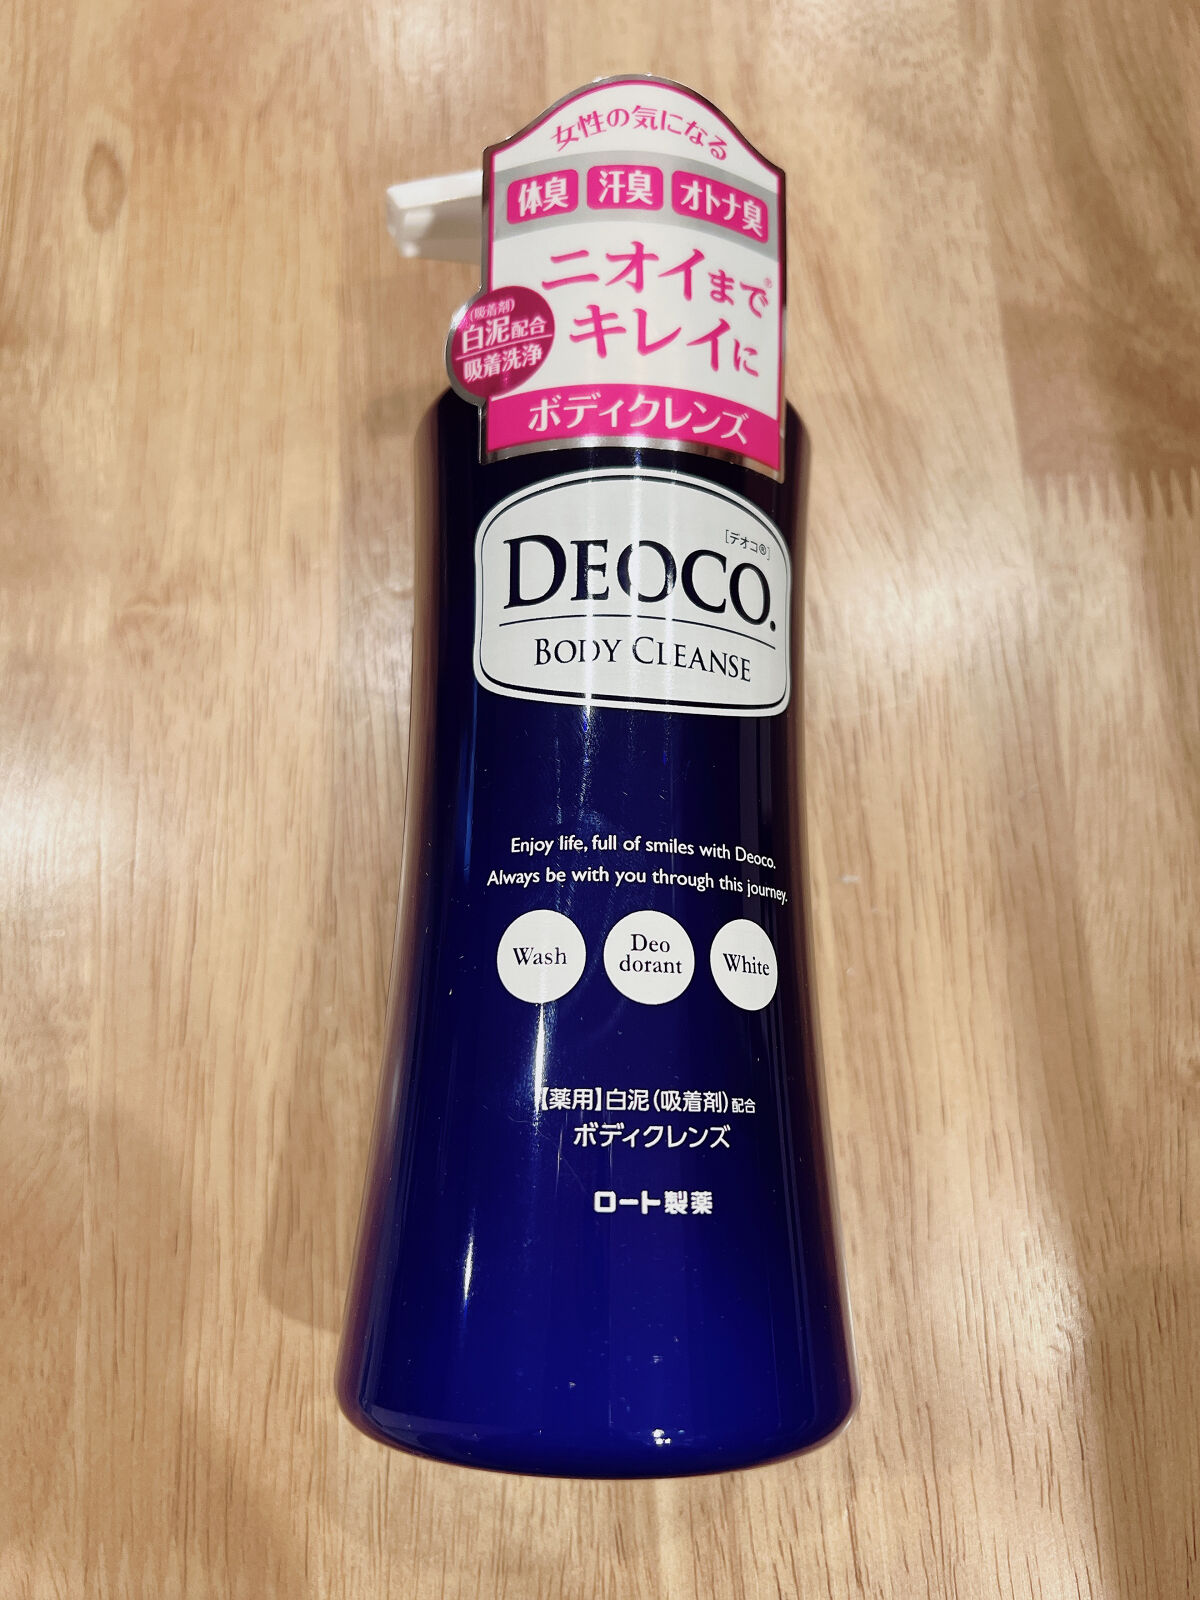 女性の気になる
体臭 汗臭 オトナ臭
ニオイまで®
キレイに
(吸着剤)
白泥配合
吸着洗浄
ボディクレンズ
[デオコ®]
DEOCO.
BODY CLEANSE
Enjoy life, full of smiles with Deoco.
Always be with you through this journey.
Wash
Deo
dorant
White
【薬用】白泥(吸着剤)配合
ボディクレンズ
ロート製薬